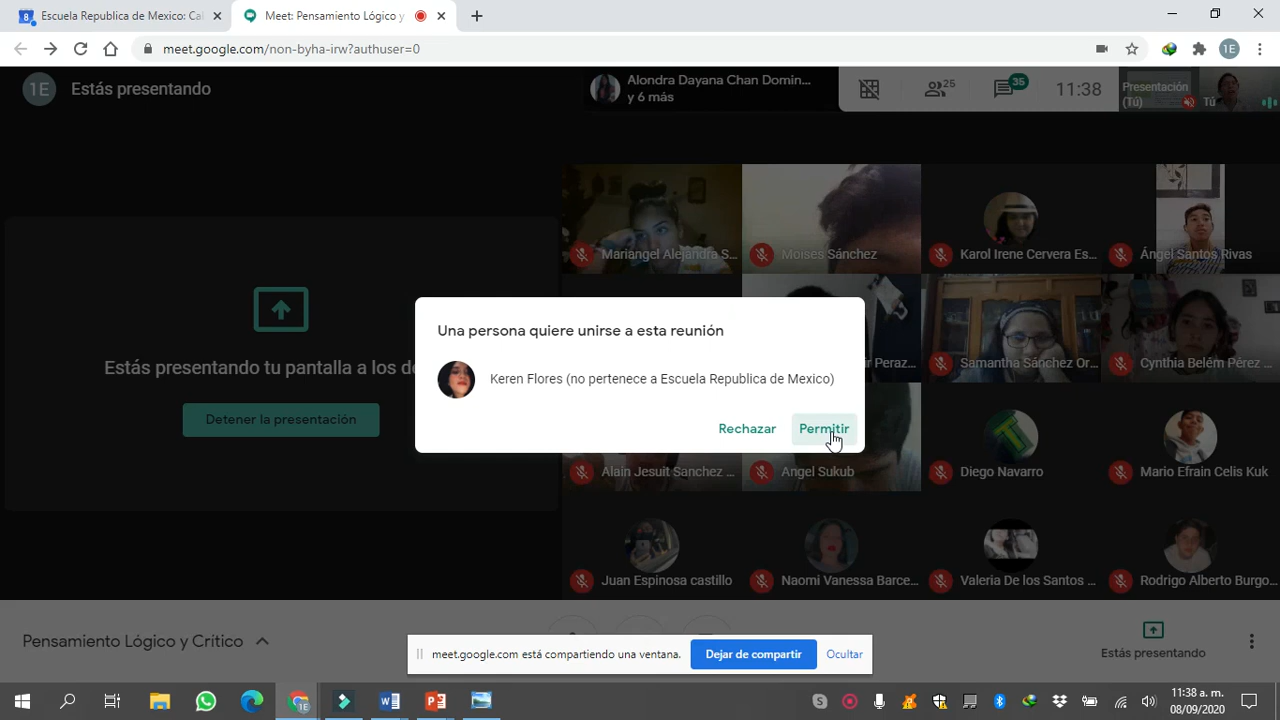 Escuela Republica de Mexico: Cal
Meet: Pensamiento Lógico y
meet.google.com/non-byha-irw?authuser=0
1E
1E
Estás presentando
Alondra Dayana Chan Domin...
y 6 más
25
35
11:38
Presentación
(Tú)
Tú
Mariangel Alejandra S...
Moises Sánchez
Karol Irene Cervera Es...
Ángel Santos Rivas
Estás presentando tu pantalla a los de
Detener la presentación
Una persona quiere unirse a esta reunión
Keren Flores (no pertenece a Escuela Republica de Mexico)
Rechazar
Permitir
ir Peraz...
Samantha Sánchez Or...
Cynthia Belém Pérez ...
Alain Jesuit Sanchez ...
Angel Sukub
Diego Navarro
Mario Efrain Celis Kuk
Juan Espinosa castillo
Naomi Vanessa Barce...
Valeria De los Santos ...
Rodrigo Alberto Burgo...
Pensamiento Lógico y Crítico
meet.google.com está compartiendo una ventana.
Dejar de compartir
Ocultar
Estás presentando
11:38 a. m.
08/09/2020